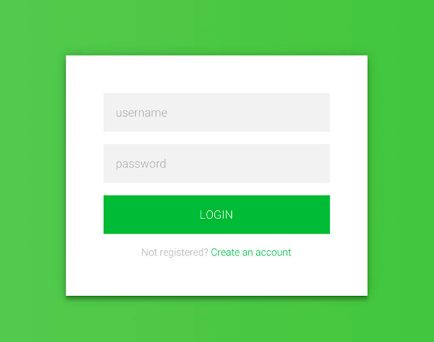 username
password
LOGIN
Not registered? Create an account